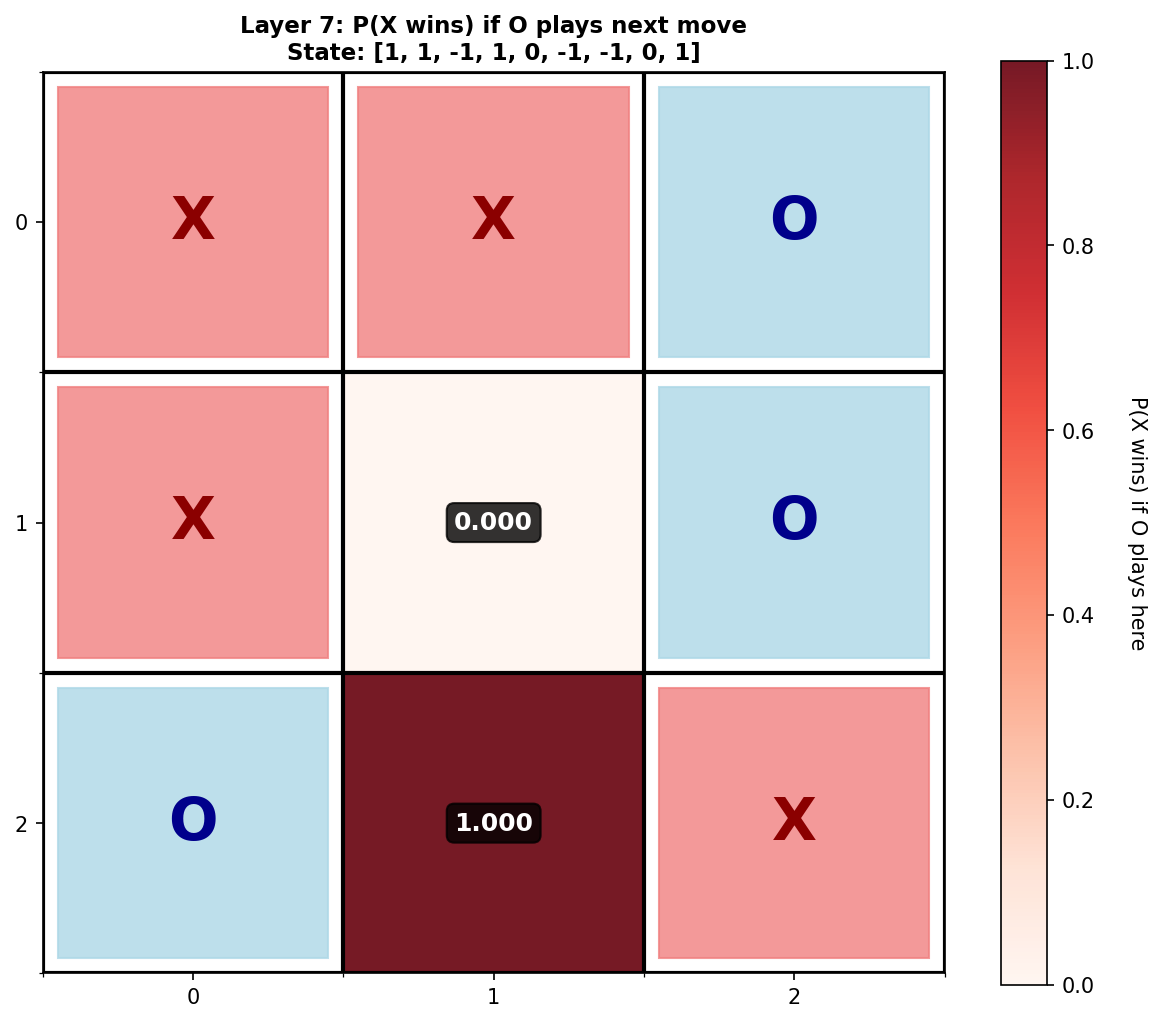 Layer 7: P(X wins) if O plays next move
State: [1, 1, -1, 1, 0, -1, -1, 0, 1]
X
X
O
X
0.000
O
O
1.000
X
0
1
2
0
1
2
1.0
0.8
0.6
0.4
0.2
0.0
P(X wins) if O plays here